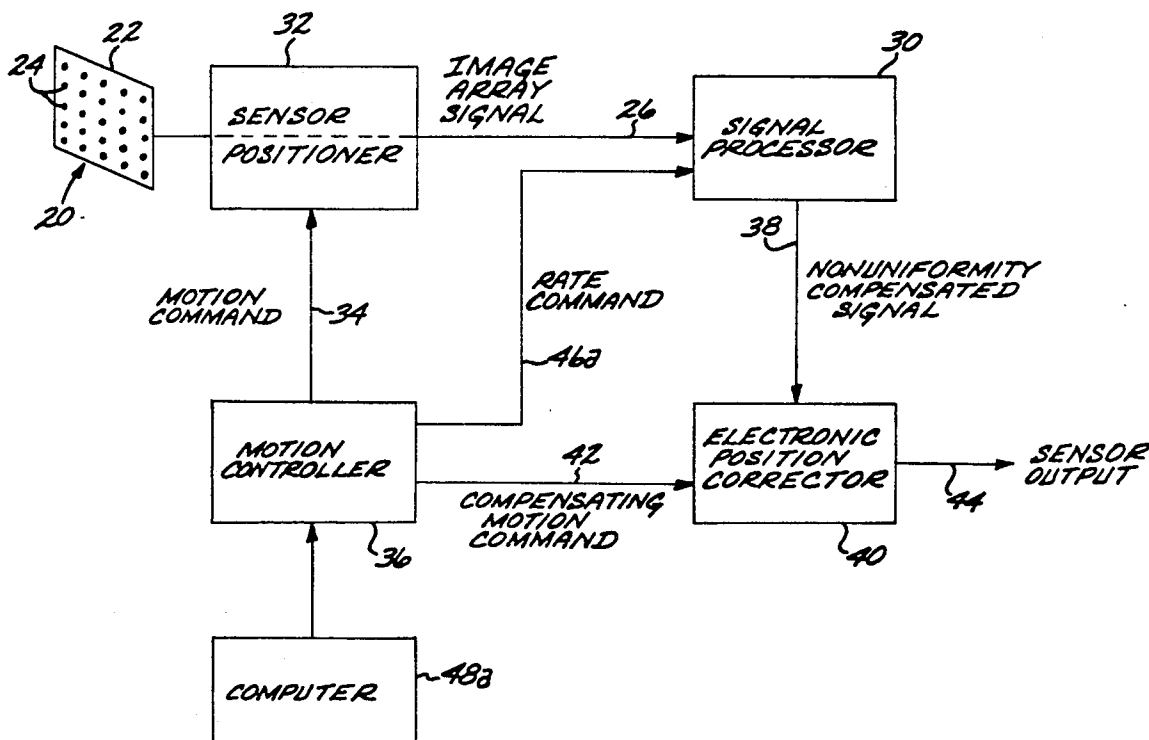 32
30
22
24
IMAGE
ARRAY
SIGNAL
26
SENSOR
POSITIONER
SIGNAL
PROCESSOR
20
38
MOTION
COMMAND
34
RATE
COMMAND
46a
NONUNIFORMITY
COMPENSATED
SIGNAL
MOTION
CONTROLLER
42
COMPENSATING
MOTION
COMMAND
ELECTRONIC
POSITION
CORRECTOR
SENSOR
OUTPUT
44
36
40
COMPUTER
48a